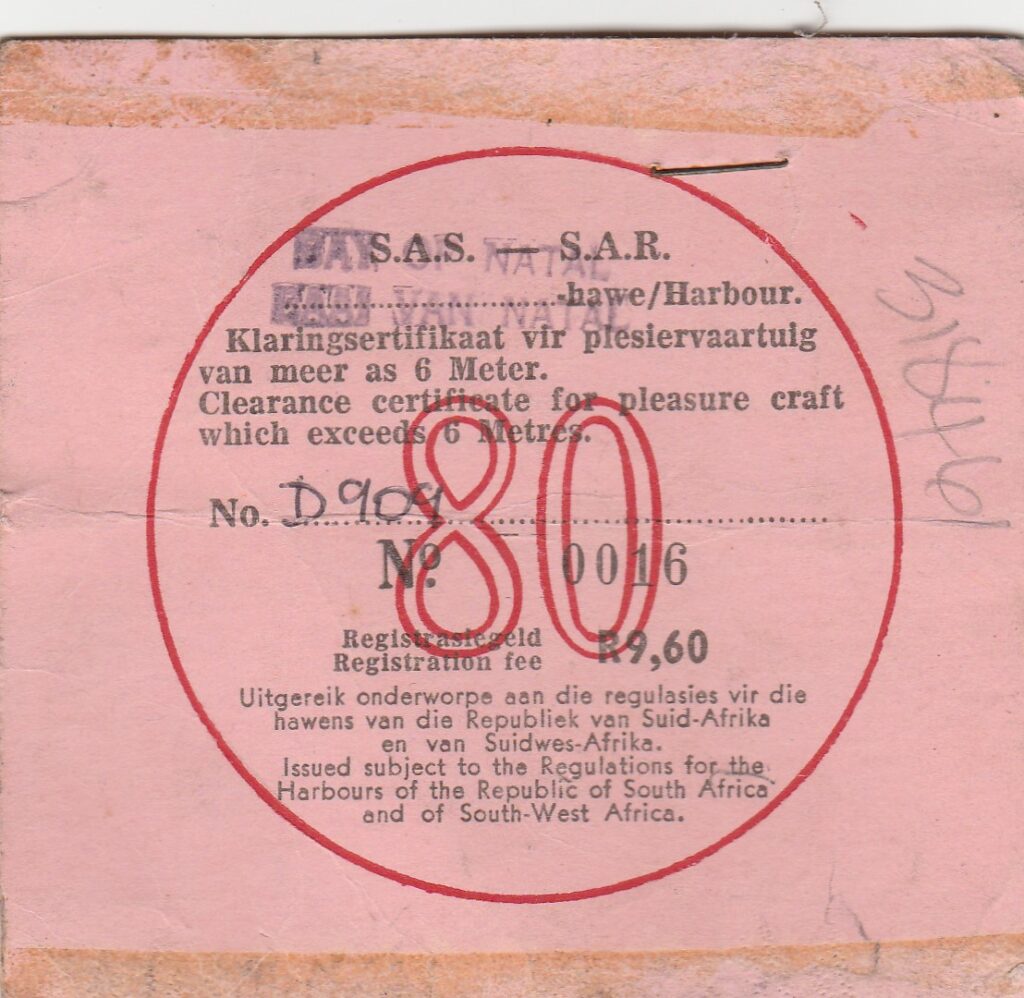 BAY OF NATAL
S.A.S. — S.A.R.
BAAI VAN NATAL
-hawe/Harbour.
Klaringsertifikaat vir plesiervaartuig
van meer as 6 Meter.
Clearance certificate for pleasure craft
which exceeds 6 Metres.
80
No. D909
No. 0016
Registrasiegeld
Registration fee R9,60
Uitgereik onderworpe aan die regulasies vir die
hawens van die Republiek van Suid-Afrika
en van Suidwes-Afrika.
Issued subject to the Regulations for the
Harbours of the Republic of South Africa
and of South-West Africa.